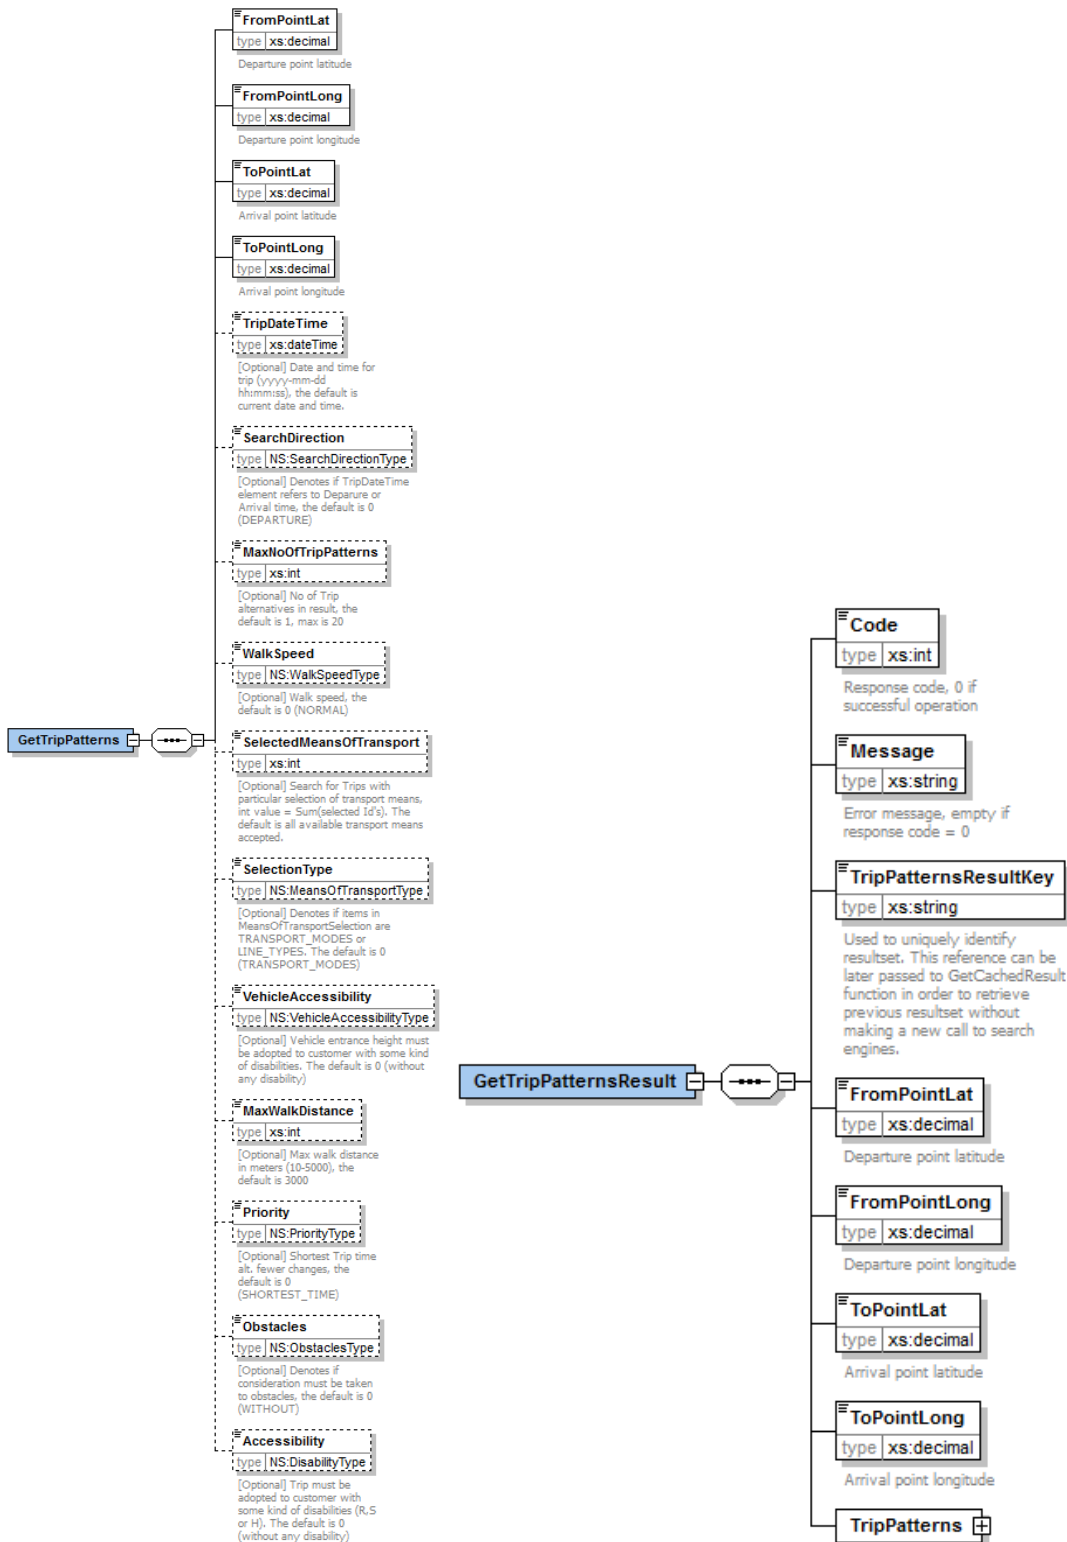 FromPointLat
type xs:decimal
Departure point latitude
FromPointLong
type xs:decimal
Departure point longitude
ToPointLat
type xs:decimal
Arrival point latitude
ToPointLong
type xs:decimal
Arrival point longitude
TripDateTime
type xs:dateTime
[Optional] Date and time for
trip (yyyy-mm-dd
hh:mm:ss), the default is
current date and time.
SearchDirection
type NS:SearchDirectionType
[Optional] Denotes if TripDateTime
element refers to Deparure or
Arrival time, the default is 0
(DEPARTURE)
MaxNoOfTripPatterns
type xs:int
[Optional] No of Trip
alternatives in result, the
default is 1, max is 20
WalkSpeed
type NS:WalkSpeedType
[Optional] Walk speed, the
default is 0 (NORMAL)
GetTripPatterns
SelectedMeansOfTransport
type xs:int
[Optional] Search for Trips with
particular selection of transport means,
int value = Sum(selected Id's). The
default is all available transport means
accepted.
SelectionType
type NS:MeansOfTransportType
[Optional] Denotes if items in
MeansOfTransportSelection are
TRANSPORT_MODES or
LINE_TYPES. The default is 0
(TRANSPORT_MODES)
VehicleAccessibility
type NS:VehicleAccessibilityType
[Optional] Vehicle entrance height must
be adopted to customer with some kind
of disabilities. The default is 0 (without
any disability)
MaxWalkDistance
type xs:int
[Optional] Max walk distance
in meters (10-5000), the
default is 3000
Priority
type NS:PriorityType
[Optional] Shortest Trip time
alt. fewer changes, the
default is 0
(SHORTEST_TIME)
Obstacles
type NS:ObstaclesType
[Optional] Denotes if
consideration must be taken
to obstacles, the default is 0
(WITHOUT)
Accessibility
type NS:DisabilityType
[Optional] Trip must be
adopted to customer with
some kind of disabilities (R,S
or H). The default is 0
(without any disability)
Code
type xs:int
Response code, 0 if
successful operation
Message
type xs:string
Error message, empty if
response code = 0
TripPatternsResultKey
type xs:string
Used to uniquely identify
resultset. This reference can be
later passed to GetCachedResult
function in order to retrieve
previous resultset without
making a new call to search
engines.
GetTripPatternsResult
FromPointLat
type xs:decimal
Departure point latitude
FromPointLong
type xs:decimal
Departure point longitude
ToPointLat
type xs:decimal
Arrival point latitude
ToPointLong
type xs:decimal
Arrival point longitude
TripPatterns